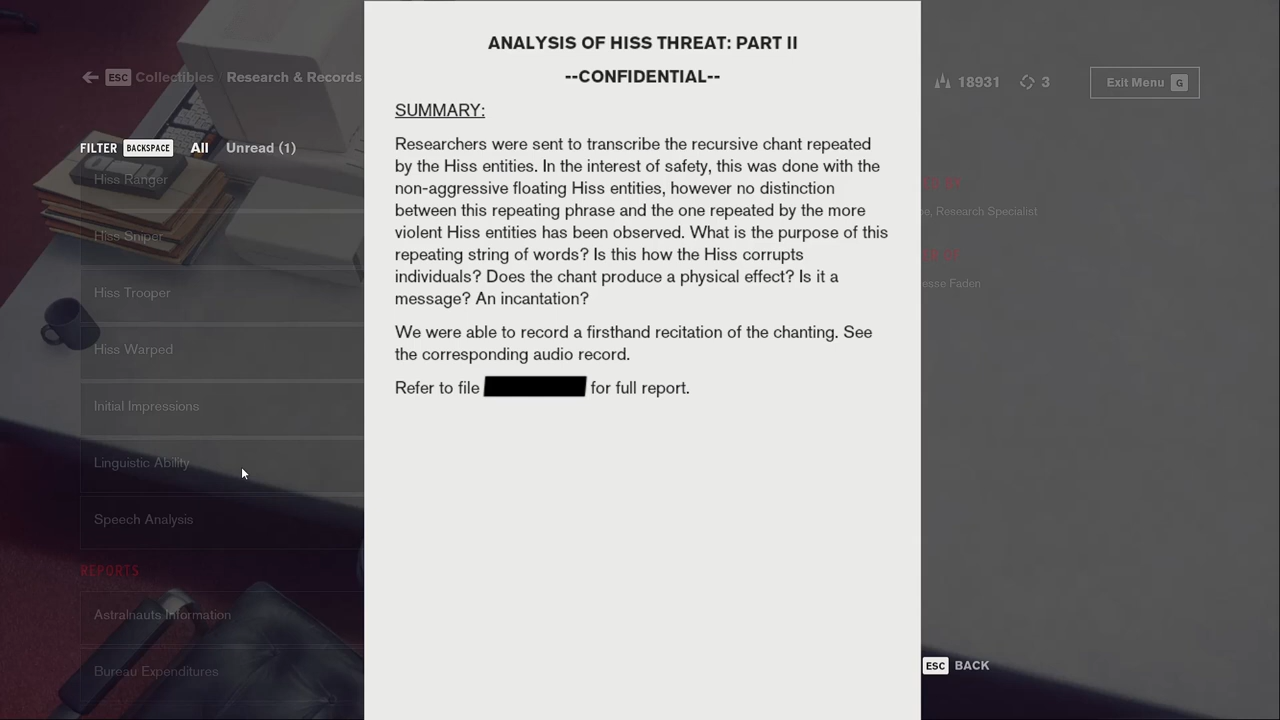 ANALYSIS OF HISS THREAT: PART II
--CONFIDENTIAL--
ESC Collectibles Research & Records
18931 3 Exit Menu G
SUMMARY:
Researchers were sent to transcribe the recursive chant repeated
by the Hiss entities. In the interest of safety, this was done with the
non-aggressive floating Hiss entities, however no distinction
between this repeating phrase and the one repeated by the more
violent Hiss entities has been observed. What is the purpose of this
repeating string of words? Is this how the Hiss corrupts
individuals? Does the chant produce a physical effect? Is it a
message? An incantation?
We were able to record a firsthand recitation of the chanting. See
the corresponding audio record.
Refer to file for full report.
FILTER BACKSPACE All Unread (1)
Hiss Ranger
Hiss Sniper
Hiss Trooper
Hiss Warped
Initial Impressions
Linguistic Ability
Speech Analysis
REPORTS
Astralnauts Information
Bureau Expenditures
Research Specialist
Faden
ESC BACK